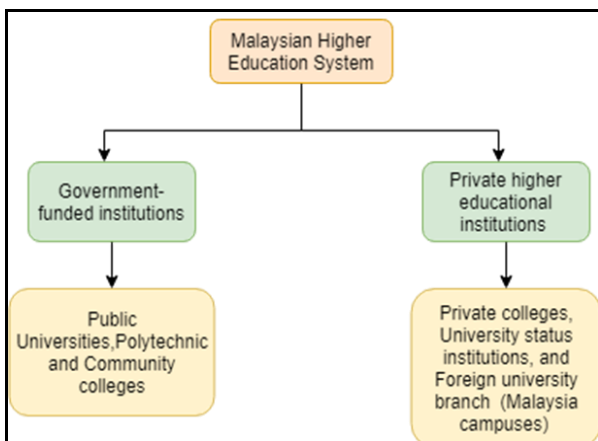 Malaysian Higher
Education System
Government-
funded institutions
Private higher
educational
institutions
Public
Universities,Polytechnic
and Community
colleges
Private colleges,
University status
institutions, and
Foreign university
branch (Malaysia
campuses)